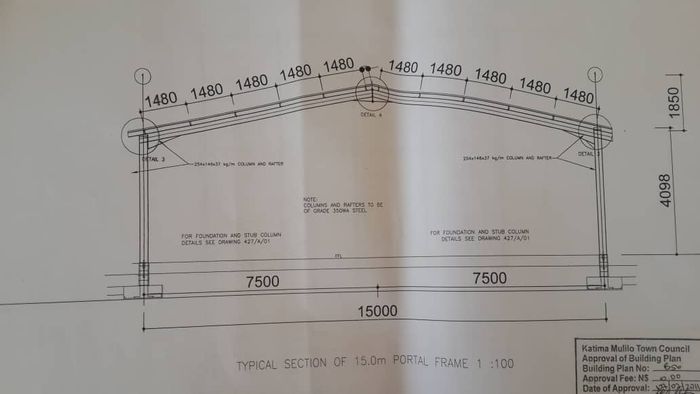 1480 1480 1480 1480 1480 1480 1480 1480 1480 1480
1850
DETAIL 4
DETAIL 3
254x146x37 kg/m COLUMN AND RAFTER
254x146x37 kg/m COLUMN AND RAFTER
DETAIL
4098
NOTE:
COLUMNS AND RAFTERS TO BE
OF GRADE 350WA STEEL
FOR FOUNDATION AND STUB COLUMN
DETAILS SEE DRAWING 427/A/01
FOR FOUNDATION AND STUB COLUMN
DETAILS SEE DRAWING 427/A/01
FFL
7500 7500
15000
TYPICAL SECTION OF 15.0m PORTAL FRAME 1 :100
Katima Mulilo Town Council
Approval of Building Plan
Building Plan No:
Approval Fee: N$
Date of Approval: